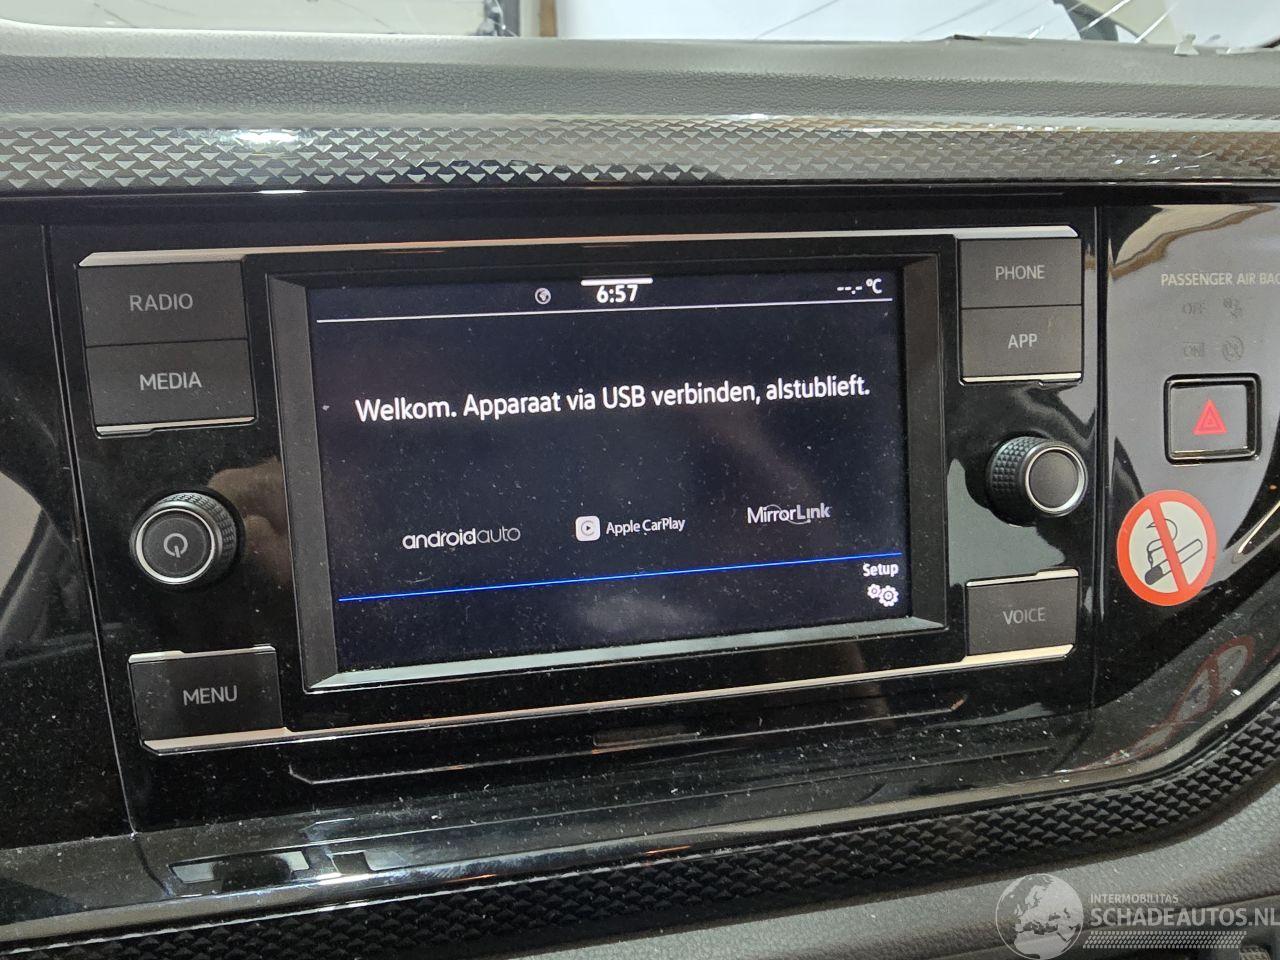 RADIO
MEDIA
MENU
6:57
--.- °C
Welkom. Apparaat via USB verbinden, alstublieft.
androidauto
Apple CarPlay
MirrorLink
Setup
PHONE
APP
VOICE
PASSENGER AIR BAG
OFF
ON
INTERMOBILITAS
SCHADEAUTOS.NL